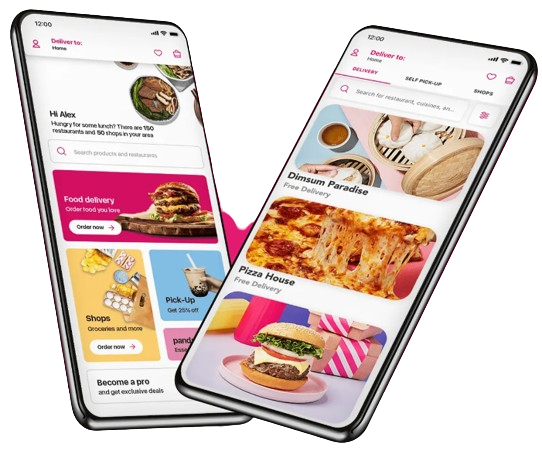 12:00
Deliver to:
Home
Hi Alex
Hungry for some lunch? There are 150
restaurants and 50 shops in your area
Search products and restaurants
Food delivery
Order food you love
Order now
Shops
Groceries and more
Order now
Pick-Up
Get 25% off
Become a pro
and get exclusive deals
12:00
Deliver to:
Home
DELIVERY
SELF PICK-UP
SHOPS
Search for restaurant, cuisines, an...
Dimsum Paradise
Free Delivery
Pizza House
Free Delivery